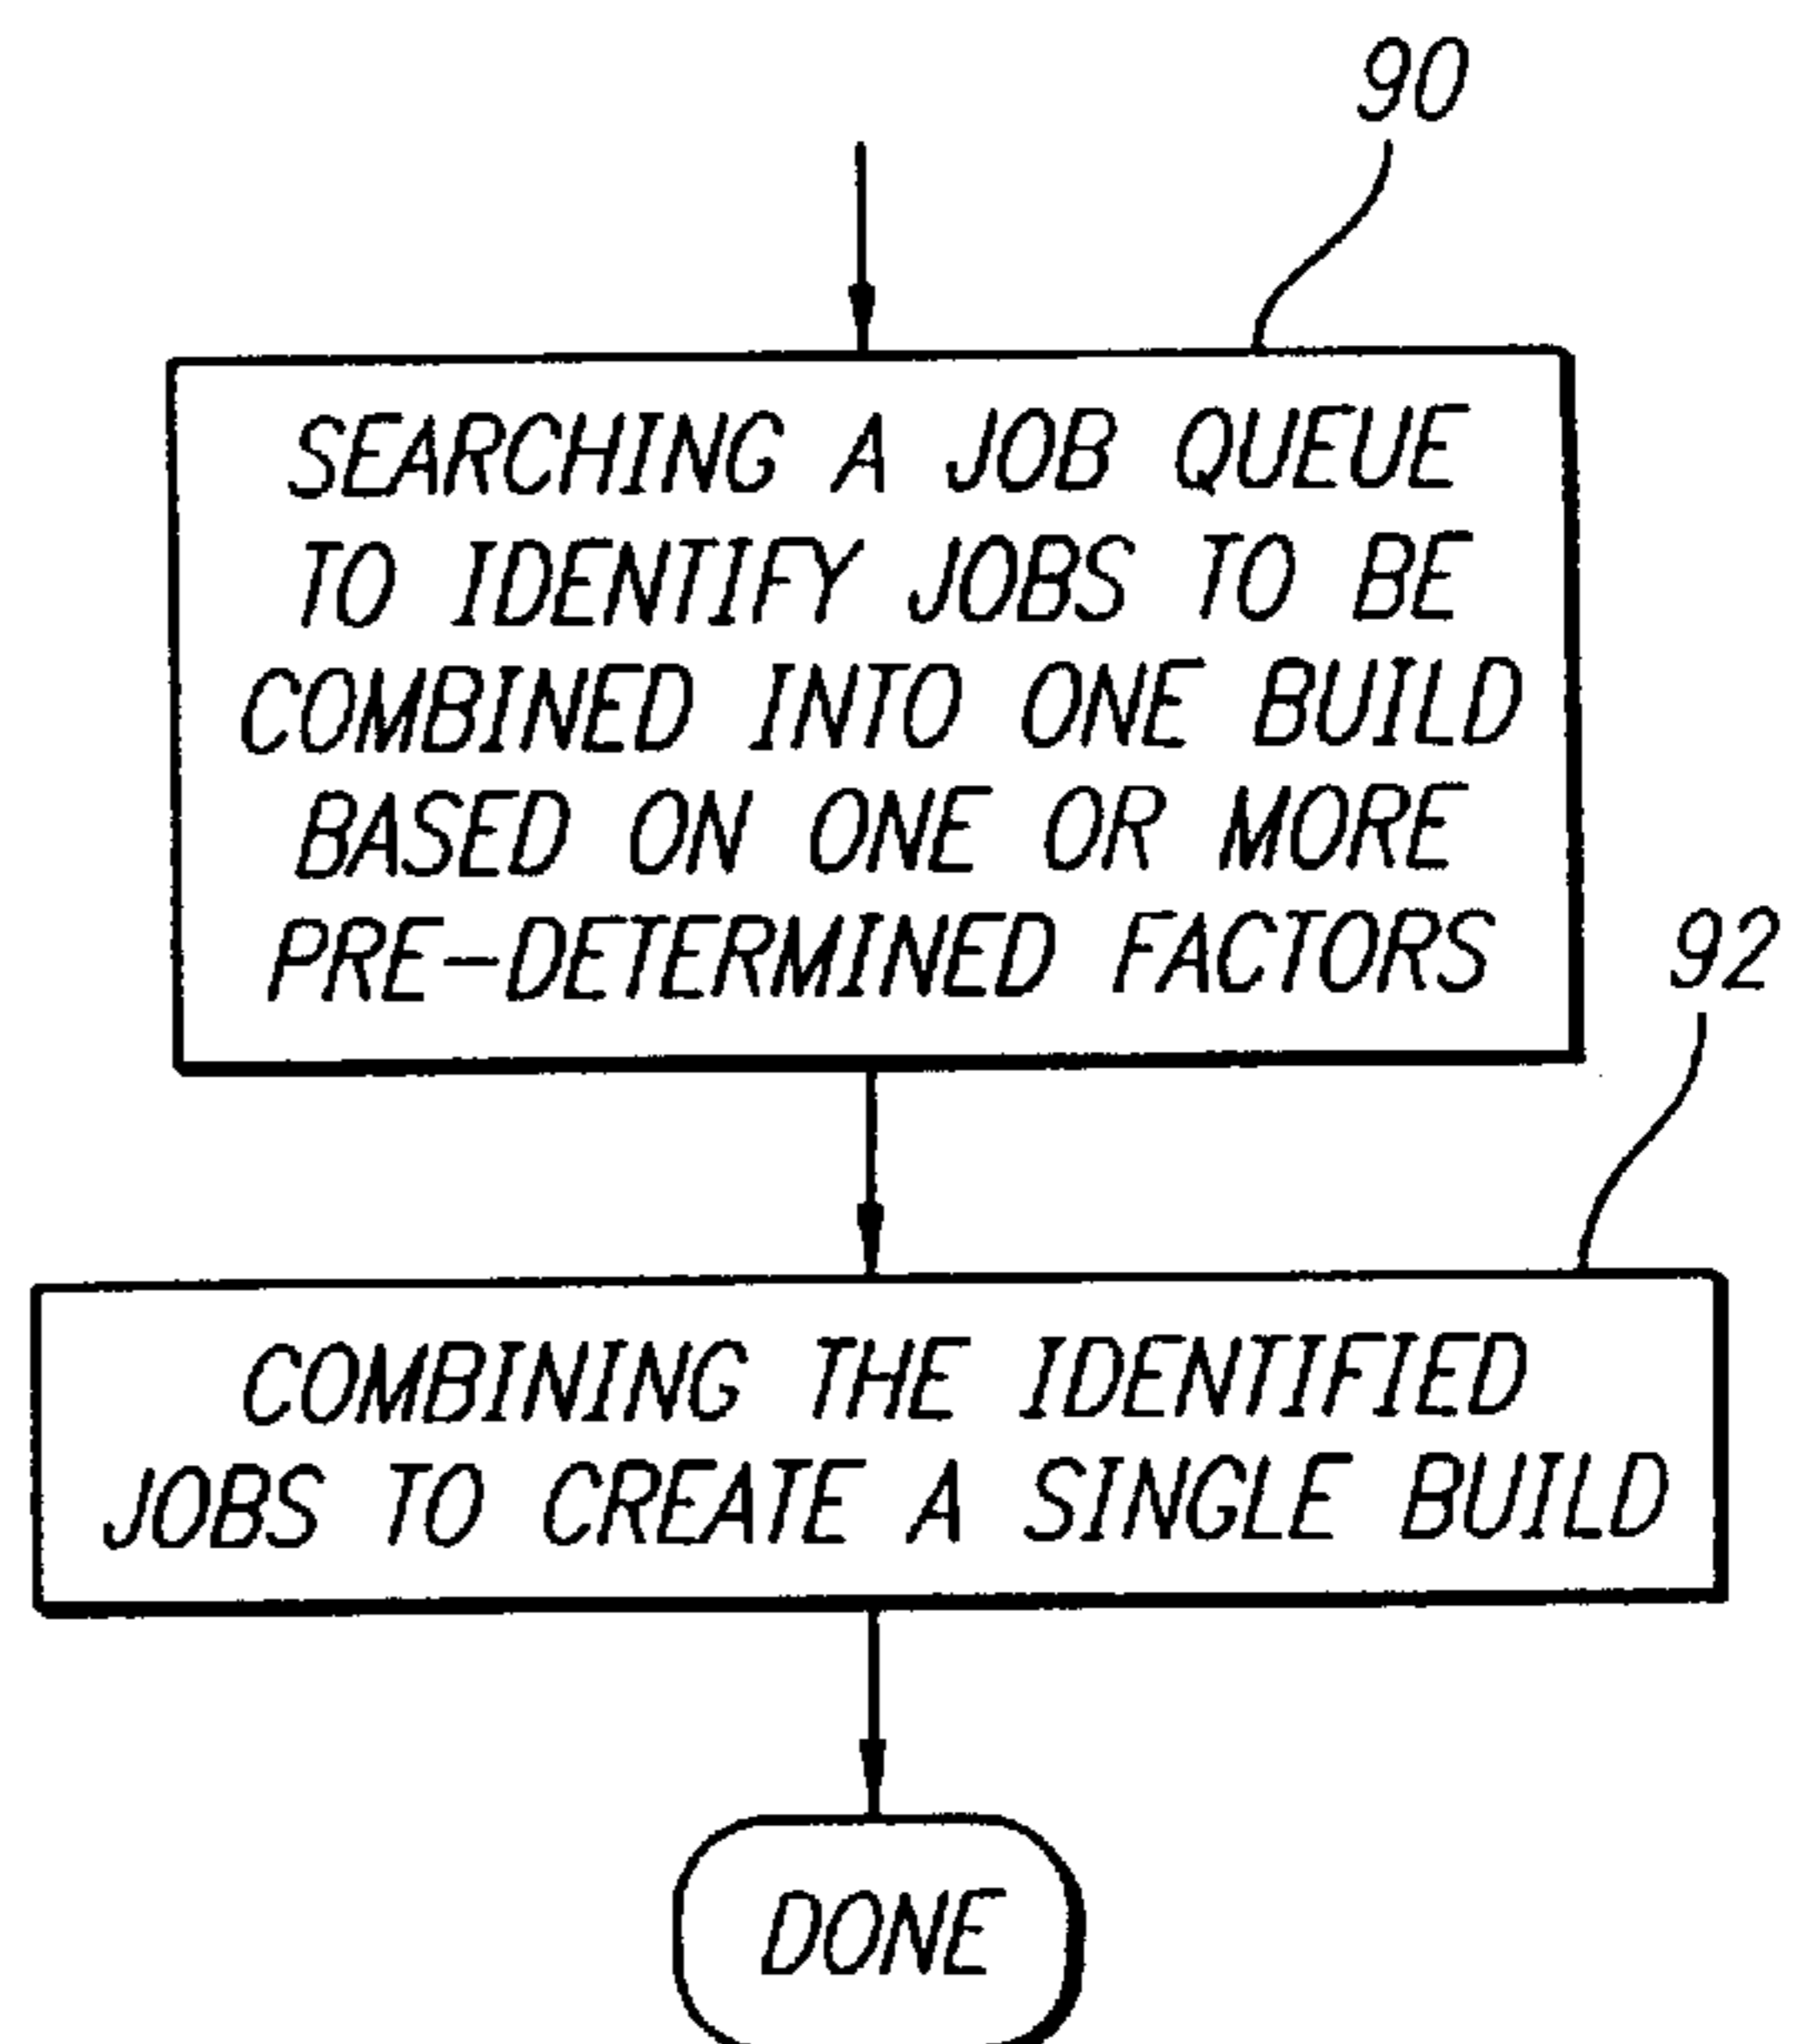 90
SEARCHING A JOB QUEUE
TO IDENTIFY JOBS TO BE
COMBINED INTO ONE BUILD
BASED ON ONE OR MORE
PRE-DETERMINED FACTORS
92
COMBINING THE IDENTIFIED
JOBS TO CREATE A SINGLE BUILD
DONE